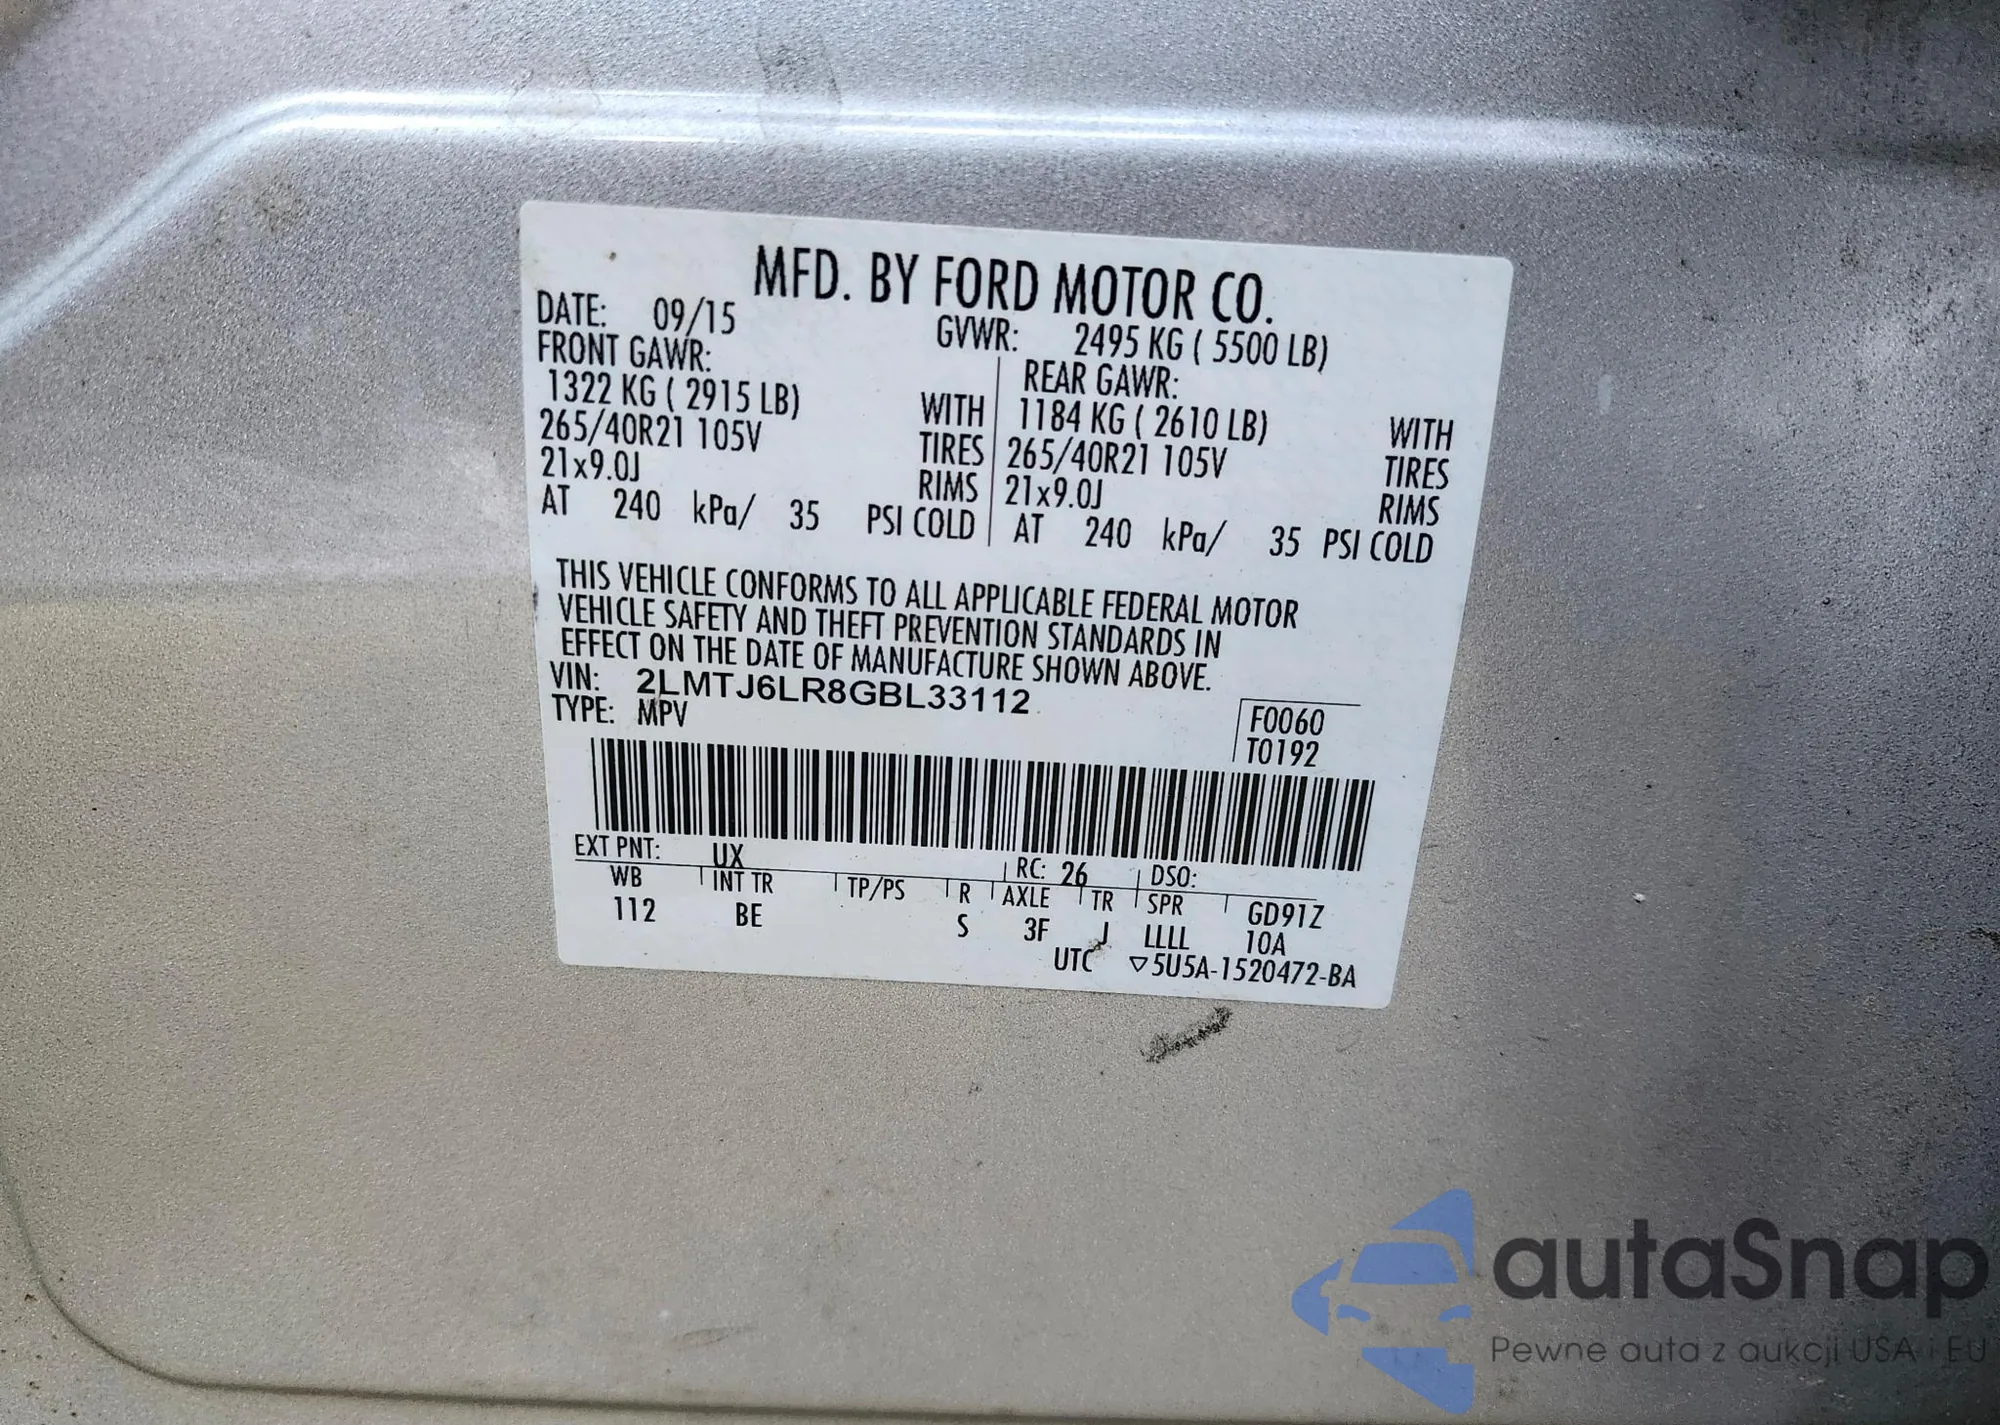 MFD. BY FORD MOTOR CO.
DATE: 09/15 GVWR: 2495 KG ( 5500 LB)
FRONT GAWR: REAR GAWR:
1322 KG ( 2915 LB) WITH 1184 KG ( 2610 LB) WITH
265/40R21 105V TIRES 265/40R21 105V TIRES
21x9.0J RIMS 21x9.0J RIMS
AT 240 kPa/ 35 PSI COLD AT 240 kPa/ 35 PSI COLD
THIS VEHICLE CONFORMS TO ALL APPLICABLE FEDERAL MOTOR
VEHICLE SAFETY AND THEFT PREVENTION STANDARDS IN
EFFECT ON THE DATE OF MANUFACTURE SHOWN ABOVE.
VIN: 2LMTJ6LR8GBL33112
TYPE: MPV
F0060
T0192
EXT PNT: UX RC: 26 DSO:
WB INT TR TP/PS R AXLE TR SPR GD91Z
112 BE S 3F J LLLL 10A
UTC ▽5U5A-1520472-BA
autaSnap
Pewne auta z aukcji USA i EU